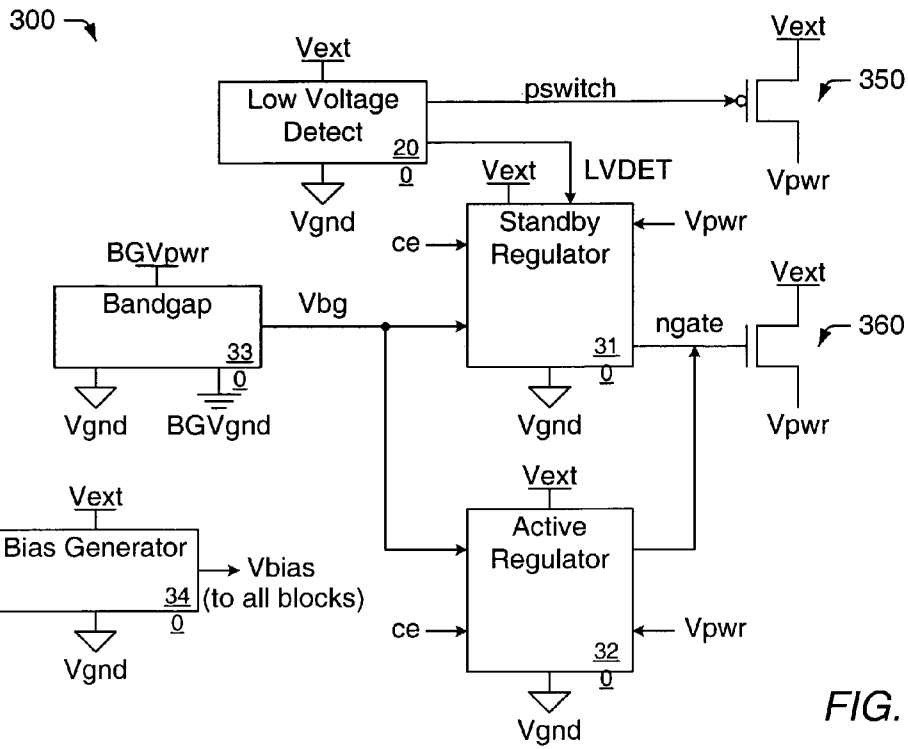 300
Vext
Vext
Low Voltage
Detect
20
0
pswitch
350
LVDET
Vext
Vpwr
Vgnd
Standby
Regulator
ce
Vpwr
31
0
BGVpwr
Bandgap
Vbg
Vext
33
0
ngate
360
Vgnd
BGVgnd
Vgnd
Vpwr
Vext
Vext
Bias Generator
Active
Regulator
Vbias
(to all blocks)
34
0
ce
Vpwr
32
0
Vgnd
Vgnd
FIG.